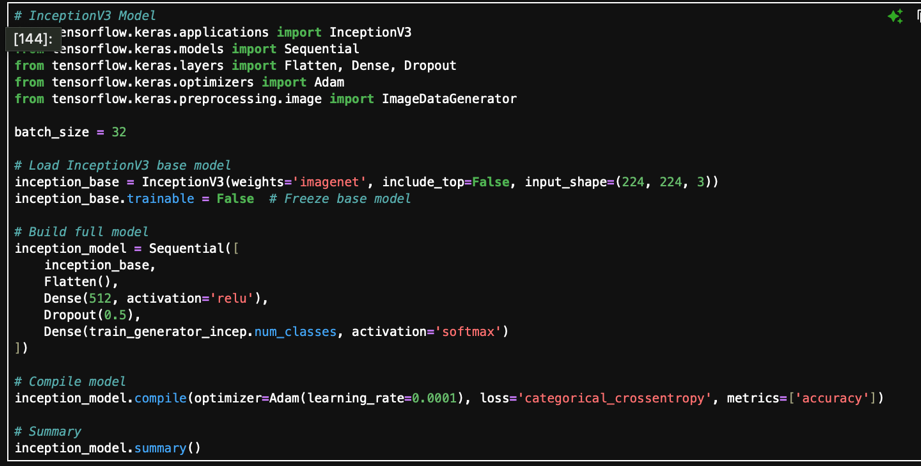 # InceptionV3 Model
[144]:
tensorflow.keras.applications import InceptionV3
from tensorflow.keras.models import Sequential
from tensorflow.keras.layers import Flatten, Dense, Dropout
from tensorflow.keras.optimizers import Adam
from tensorflow.keras.preprocessing.image import ImageDataGenerator
batch_size = 32
# Load InceptionV3 base model
inception_base = InceptionV3(weights='imagenet', include_top=False, input_shape=(224, 224, 3))
inception_base.trainable = False  # Freeze base model
# Build full model
inception_model = Sequential([
    inception_base,
    Flatten(),
    Dense(512, activation='relu'),
    Dropout(0.5),
    Dense(train_generator_incep.num_classes, activation='softmax')
])
# Compile model
inception_model.compile(optimizer=Adam(learning_rate=0.0001), loss='categorical_crossentropy', metrics=['accuracy'])
# Summary
inception_model.summary()